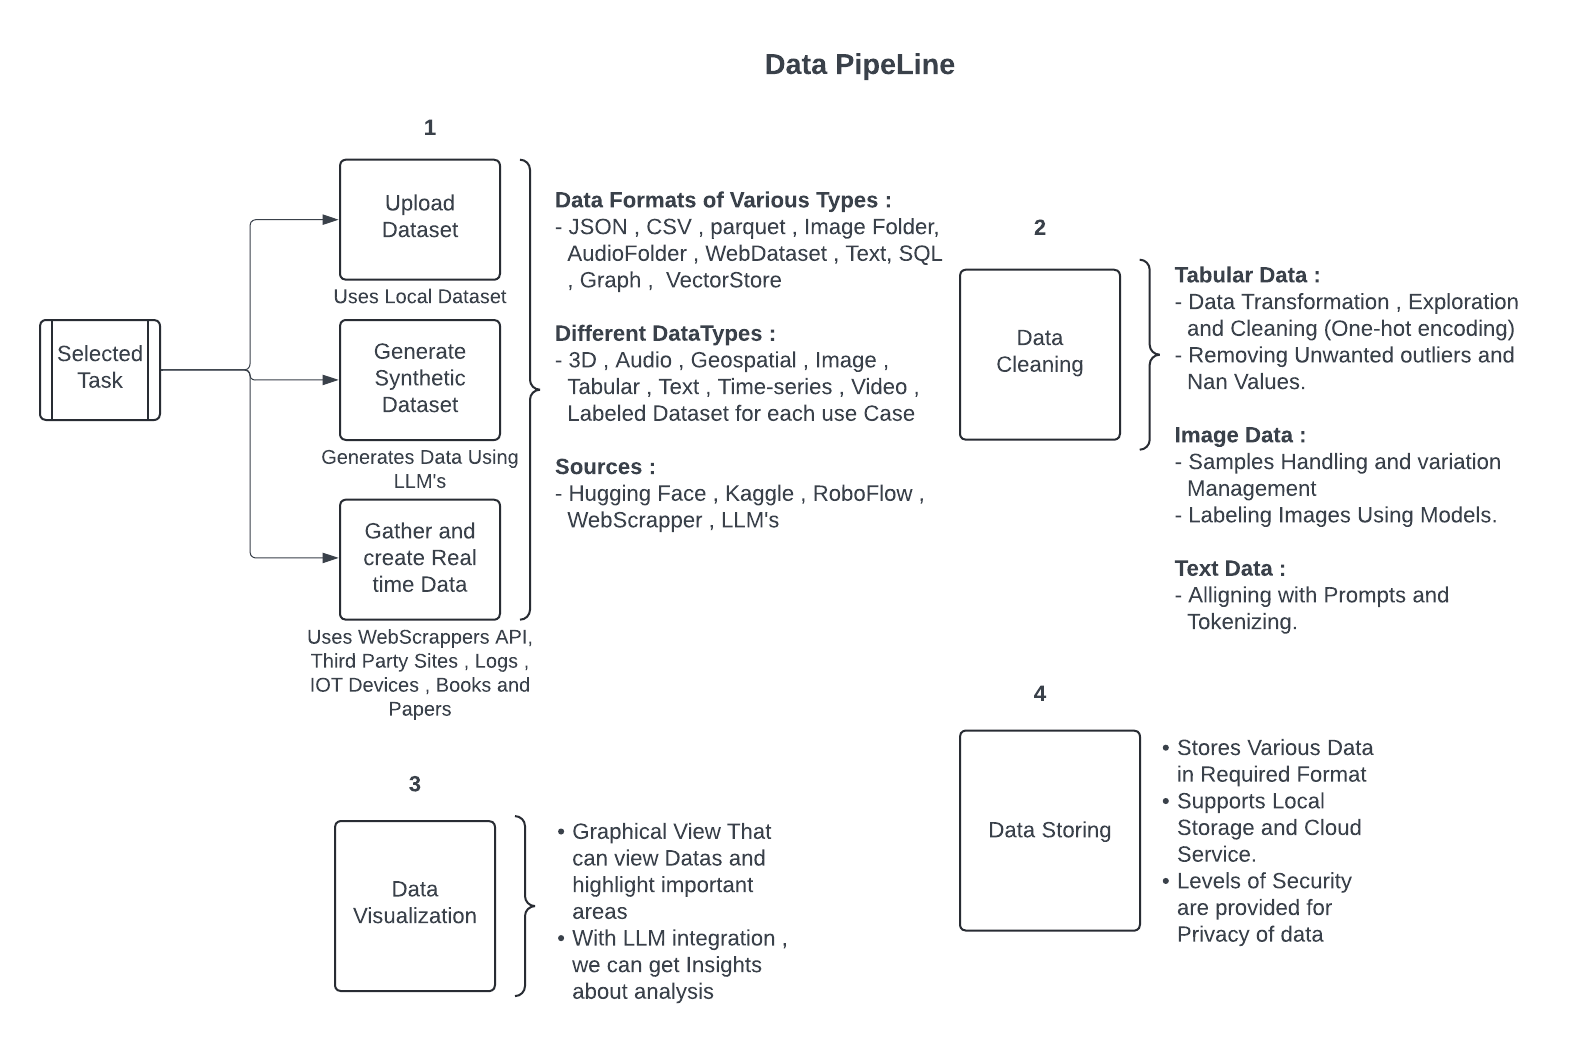 Data PipeLine
1
Upload
Dataset
Uses Local Dataset
Selected
Task
Generate
Synthetic
Dataset
Generates Data Using
LLM's
Gather and
create Real
time Data
Uses WebScrappers API,
Third Party Sites , Logs ,
IOT Devices , Books and
Papers
Data Formats of Various Types :
- JSON , CSV , parquet , Image Folder,
AudioFolder , WebDataset , Text, SQL
, Graph ,  VectorStore
Different DataTypes :
- 3D , Audio , Geospatial , Image ,
Tabular , Text , Time-series , Video ,
Labeled Dataset for each use Case
Sources :
- Hugging Face , Kaggle , RoboFlow ,
WebScrapper , LLM's
2
Data
Cleaning
Tabular Data :
- Data Transformation , Exploration
and Cleaning (One-hot encoding)
- Removing Unwanted outliers and
Nan Values.
Image Data :
- Samples Handling and variation
Management
- Labeling Images Using Models.
Text Data :
- Alligning with Prompts and
Tokenizing.
3
Data
Visualization
• Graphical View That
can view Datas and
highlight important
areas
• With LLM integration ,
we can get Insights
about analysis
4
Data Storing
• Stores Various Data
in Required Format
• Supports Local
Storage and Cloud
Service.
• Levels of Security
are provided for
Privacy of data